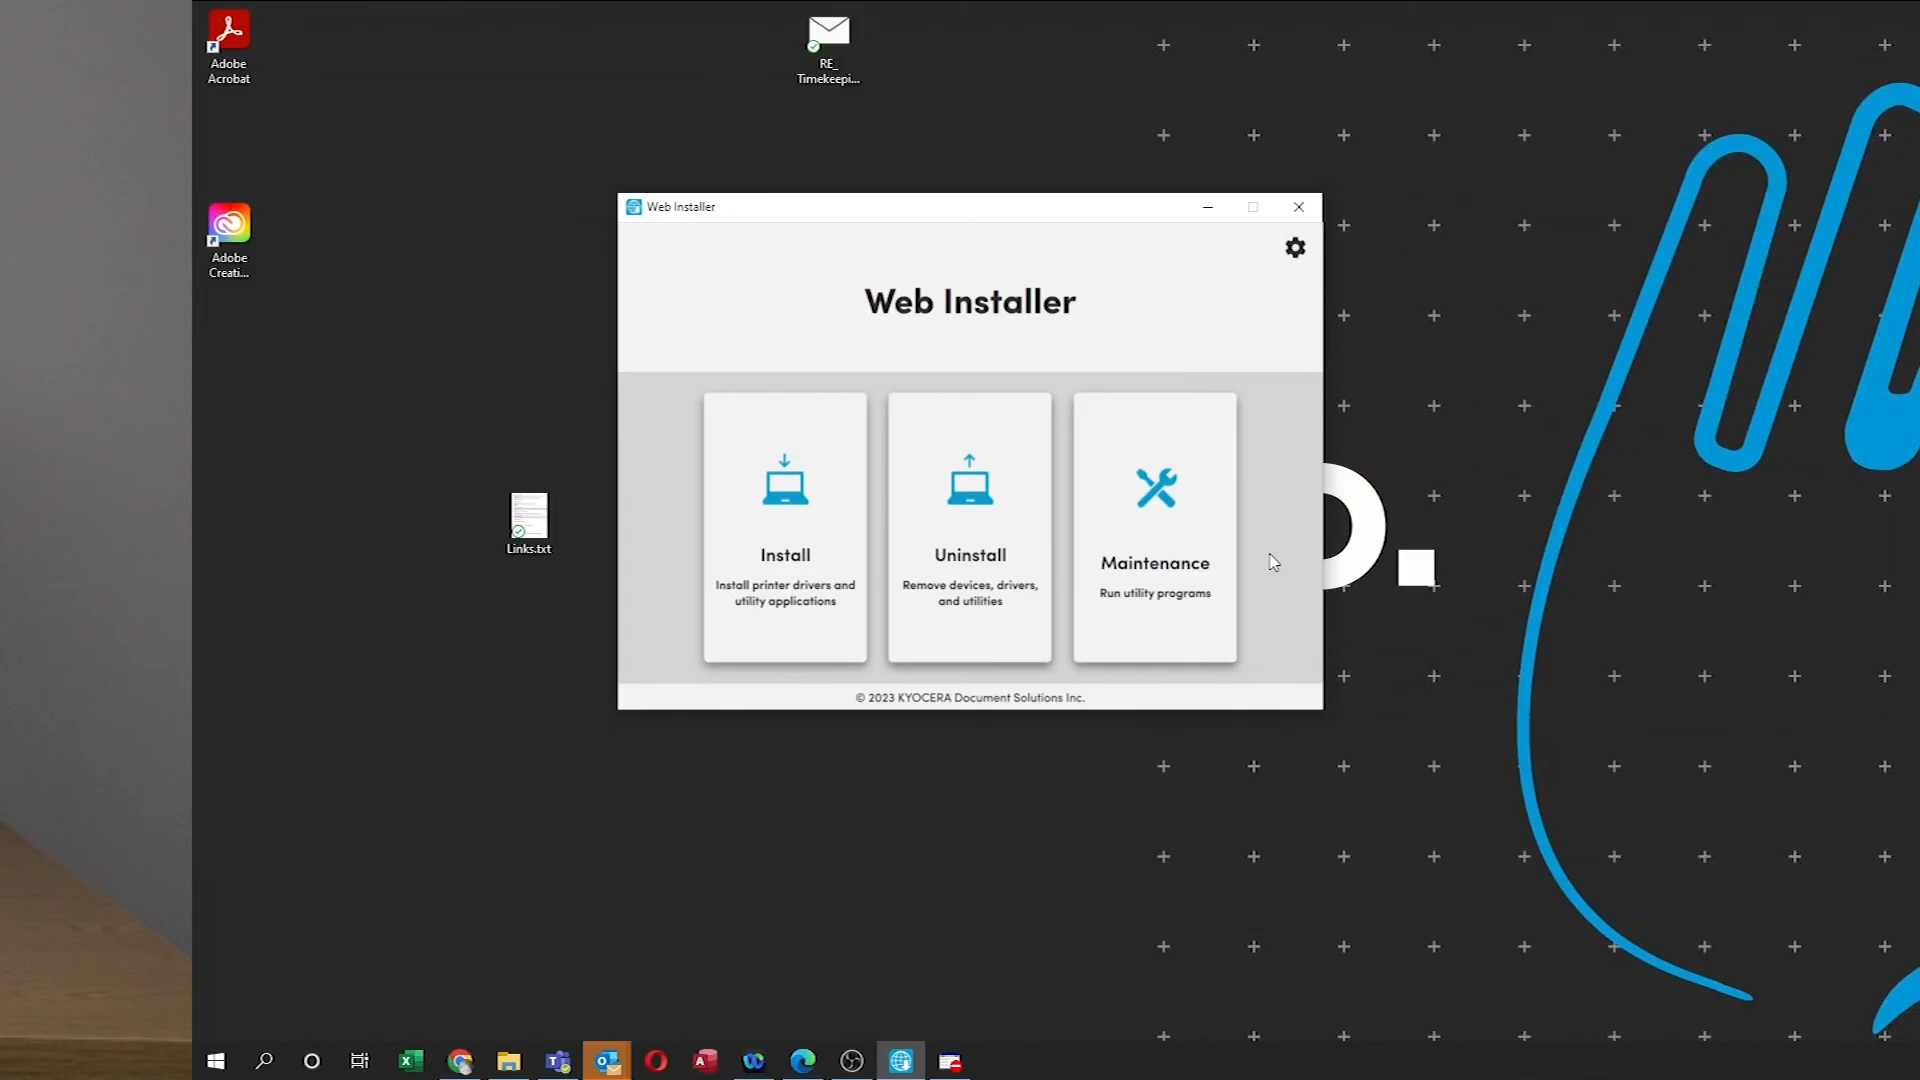 Adobe
Acrobat
RE_
Timekeepi...
Adobe
Creati...
Links.txt
Web Installer
Web Installer
Install
Install printer drivers and
utility applications
Uninstall
Remove devices, drivers,
and utilities
Maintenance
Run utility programs
© 2023 KYOCERA Document Solutions Inc.